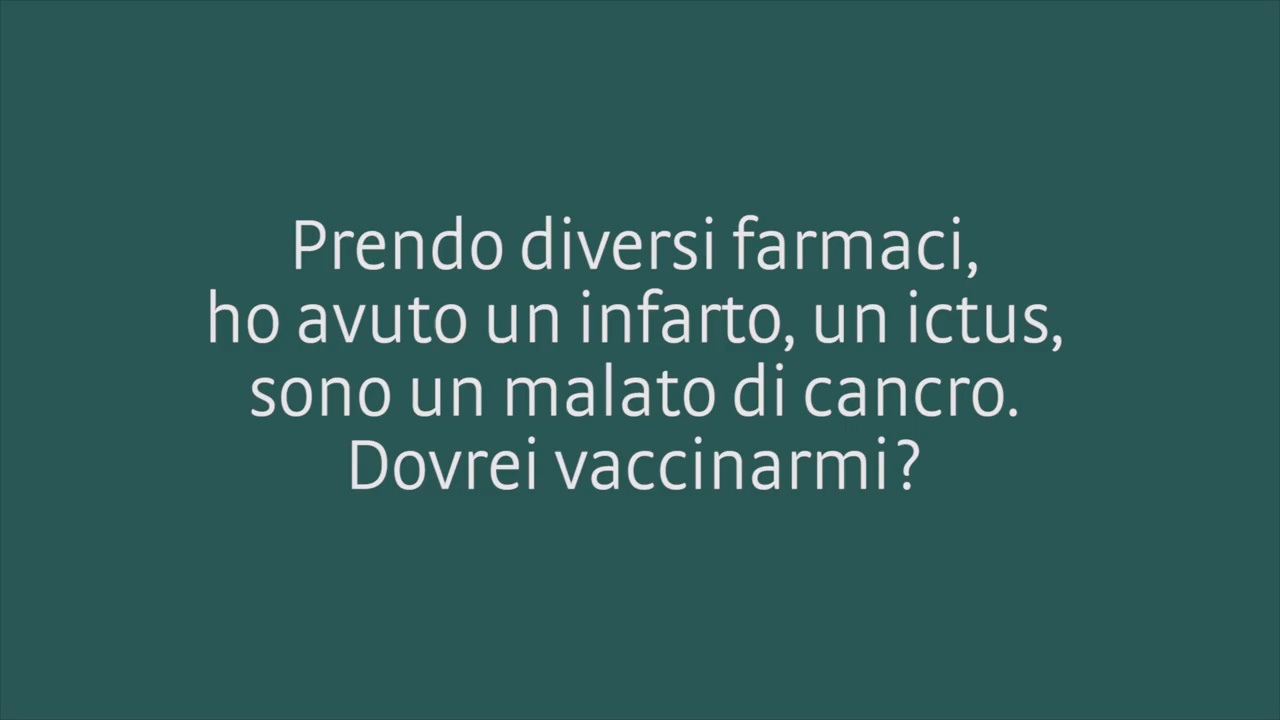 Prendo diversi farmaci,
ho avuto un infarto, un ictus,
sono un malato di cancro.
Dovrei vaccinarmi?